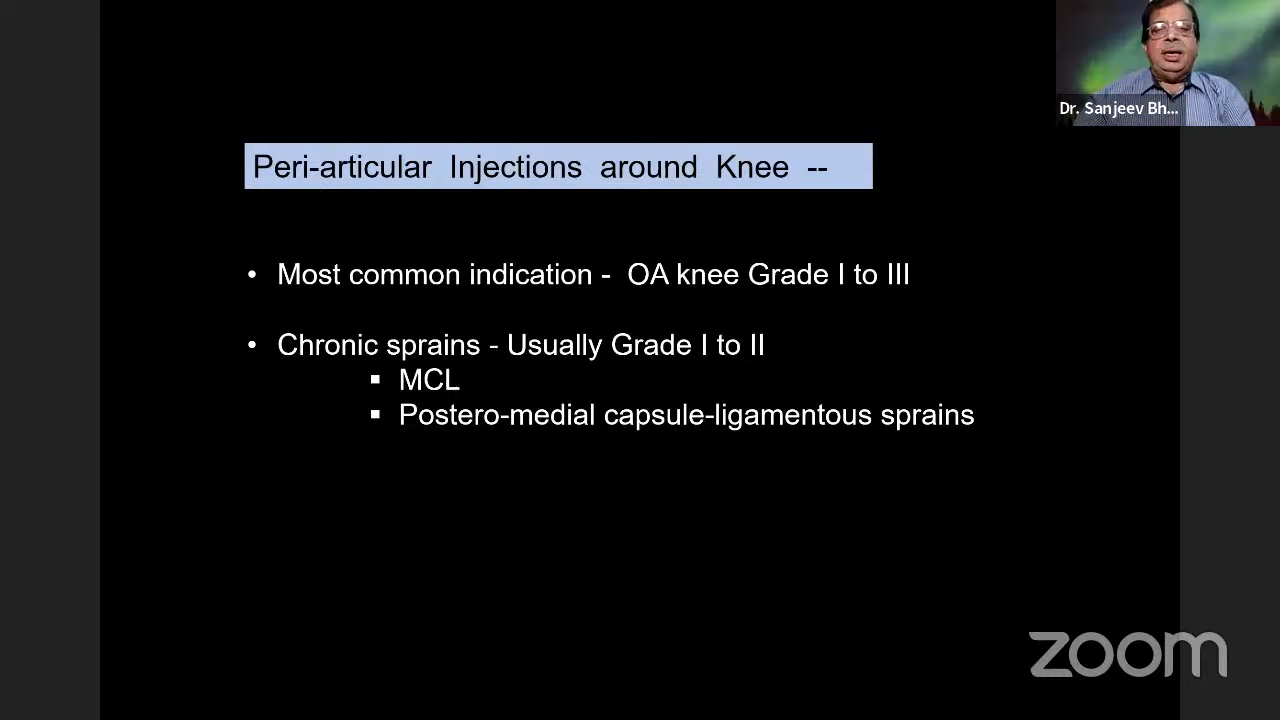 Dr. Sanjeev Bh...
Peri-articular Injections around Knee --
• Most common indication - OA knee Grade I to III
• Chronic sprains - Usually Grade I to II
▪ MCL
▪ Postero-medial capsule-ligamentous sprains
zoom